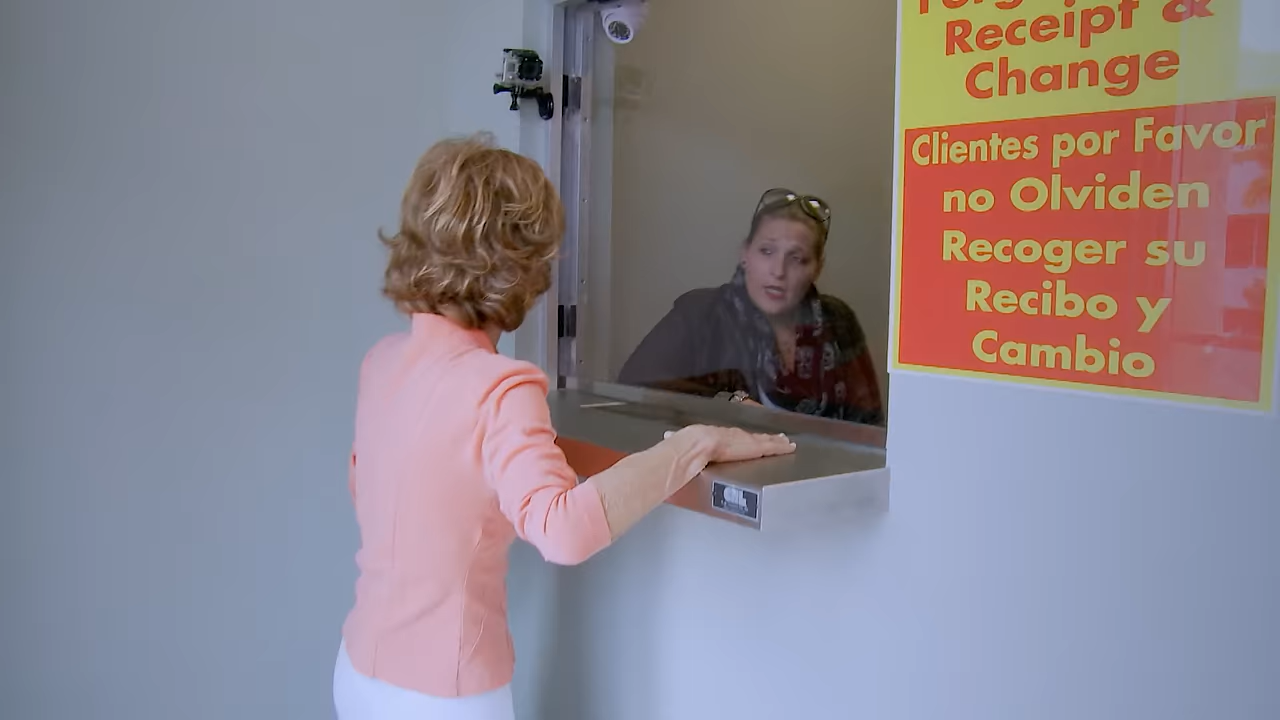 Receipt &
Change
Clientes por Favor
no Olviden
Recoger su
Recibo y
Cambio